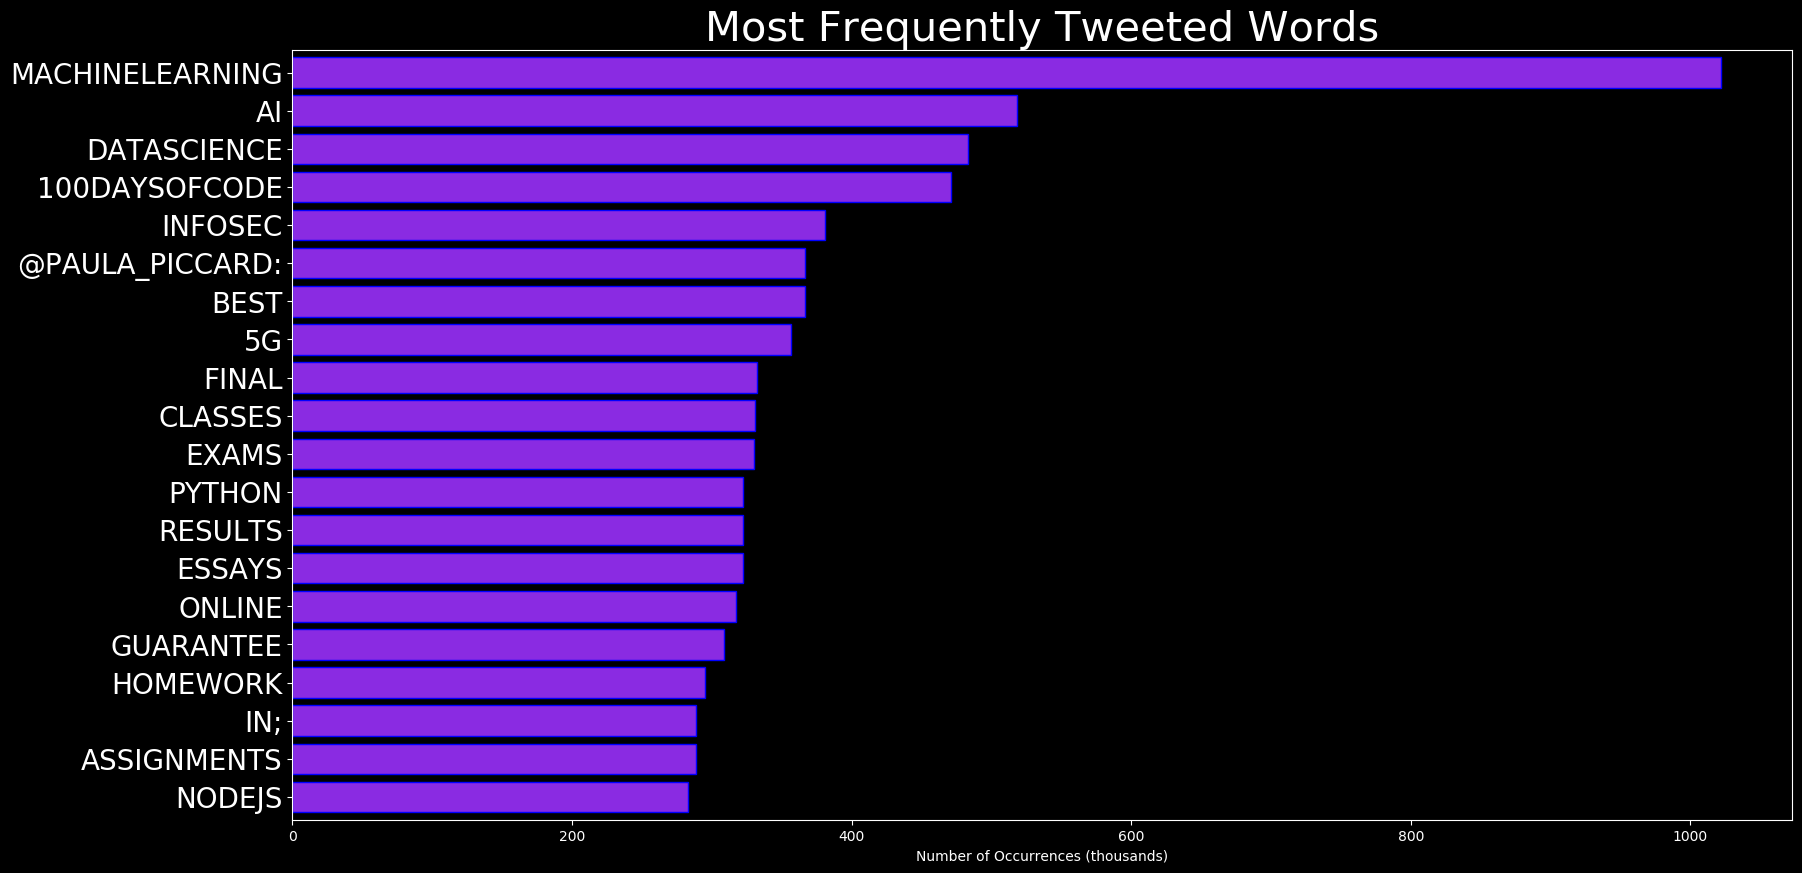 Most Frequently Tweeted Words
MACHINELEARNING
AI
DATASCIENCE
100DAYSOFCODE
INFOSEC
@PAULA_PICCARD:
BEST
5G
FINAL
CLASSES
EXAMS
PYTHON
RESULTS
ESSAYS
ONLINE
GUARANTEE
HOMEWORK
IN;
ASSIGNMENTS
NODEJS
0 200 400 600 800 1000
Number of Occurrences (thousands)